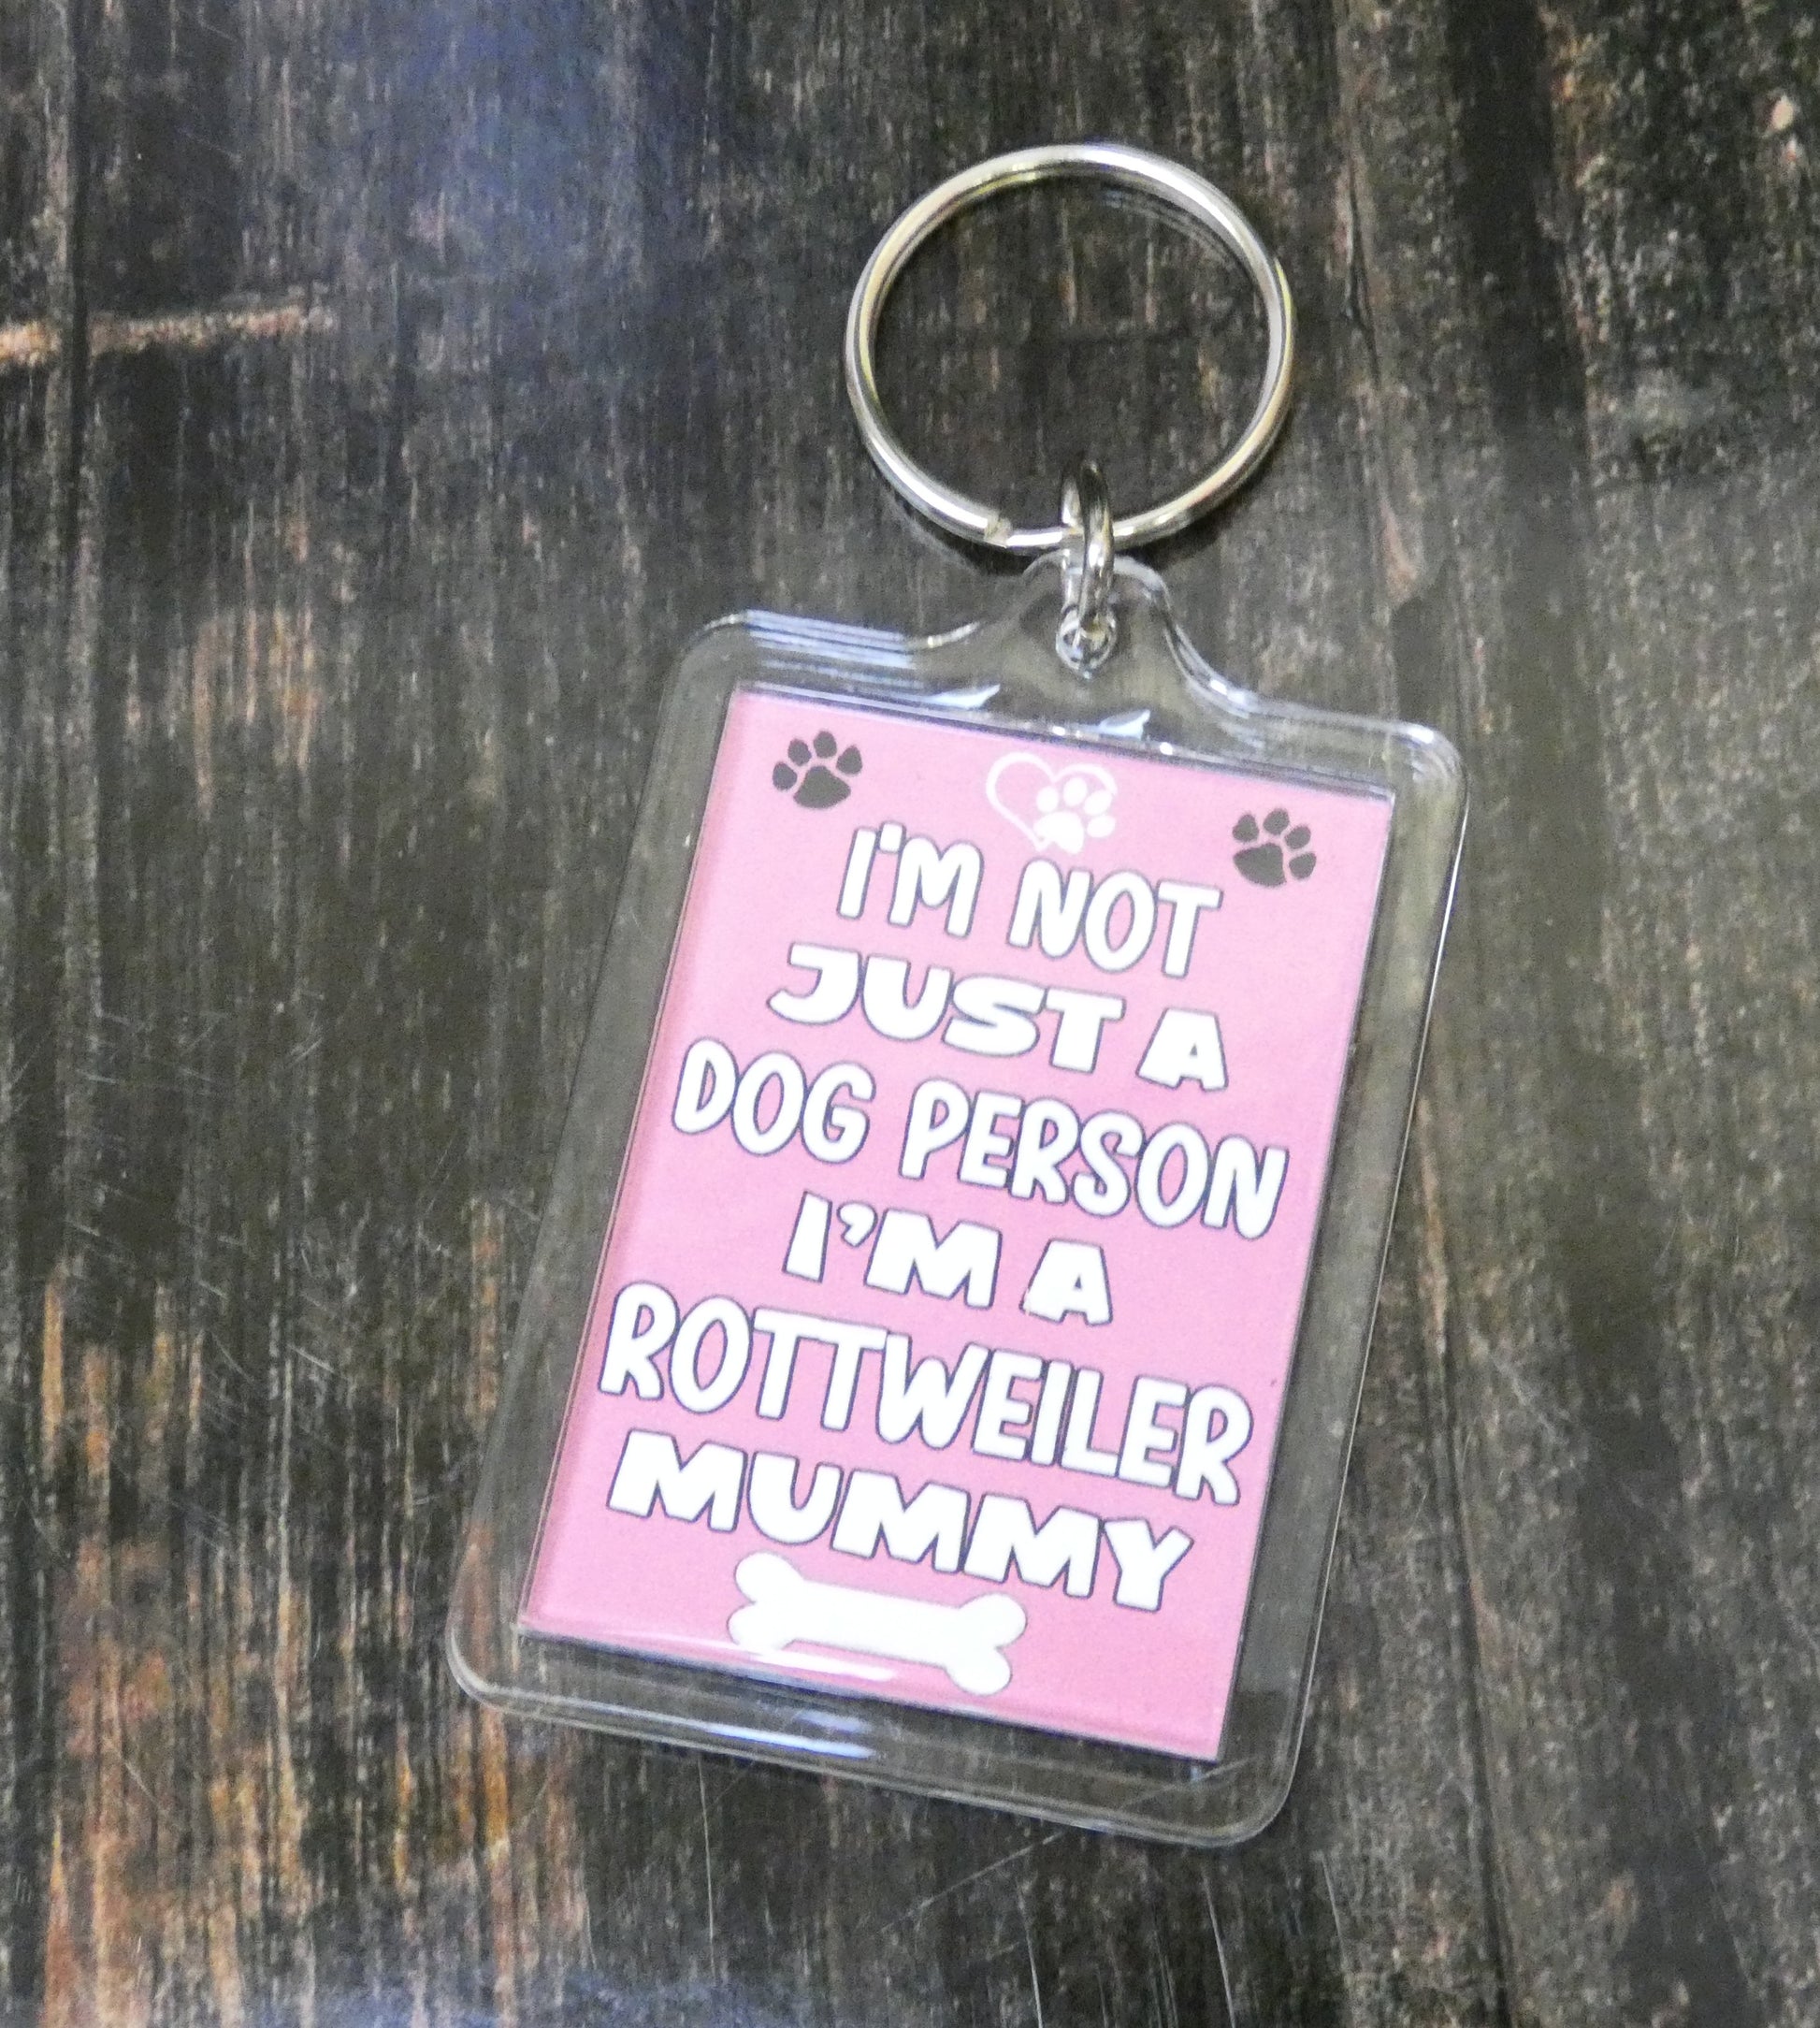 I'M NOT
JUST A
DOG PERSON
I'M A
ROTTWEILER
MUMMY